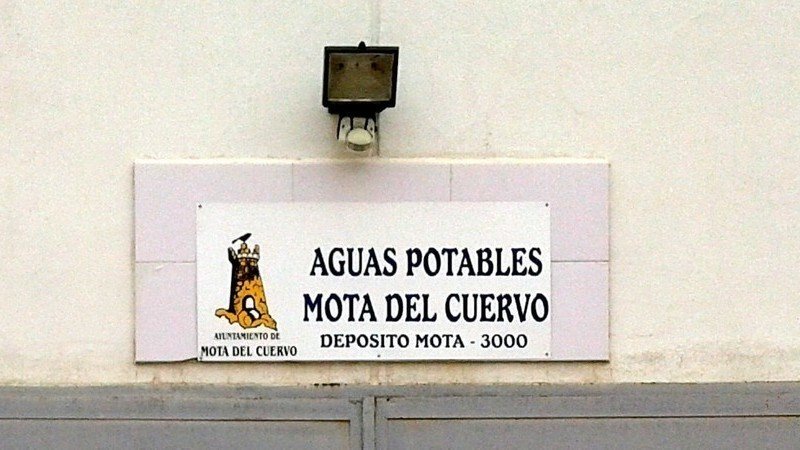 AGUAS POTABLES
MOTA DEL CUERVO
DEPOSITO MOTA - 3000
AYUNTAMIENTO DE
MOTA DEL CUERVO